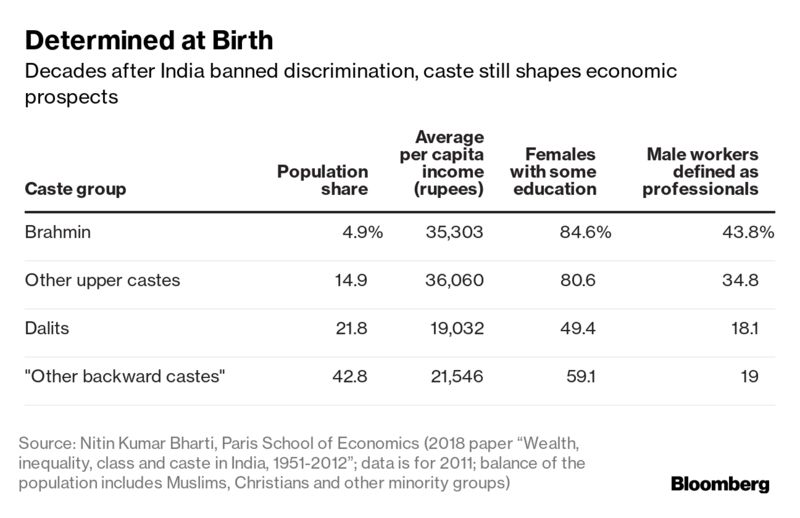 Determined at Birth
Decades after India banned discrimination, caste still shapes economic
prospects
Caste group
Population
share
Average
per capita
income
(rupees)
Females
with some
education
Male workers
defined as
professionals
Brahmin 4.9% 35,303 84.6% 43.8%
Other upper castes 14.9 36,060 80.6 34.8
Dalits 21.8 19,032 49.4 18.1
"Other backward castes" 42.8 21,546 59.1 19
Source: Nitin Kumar Bharti, Paris School of Economics (2018 paper “Wealth,
inequality, class and caste in India, 1951-2012”; data is for 2011; balance of the
population includes Muslims, Christians and other minority groups)
Bloomberg